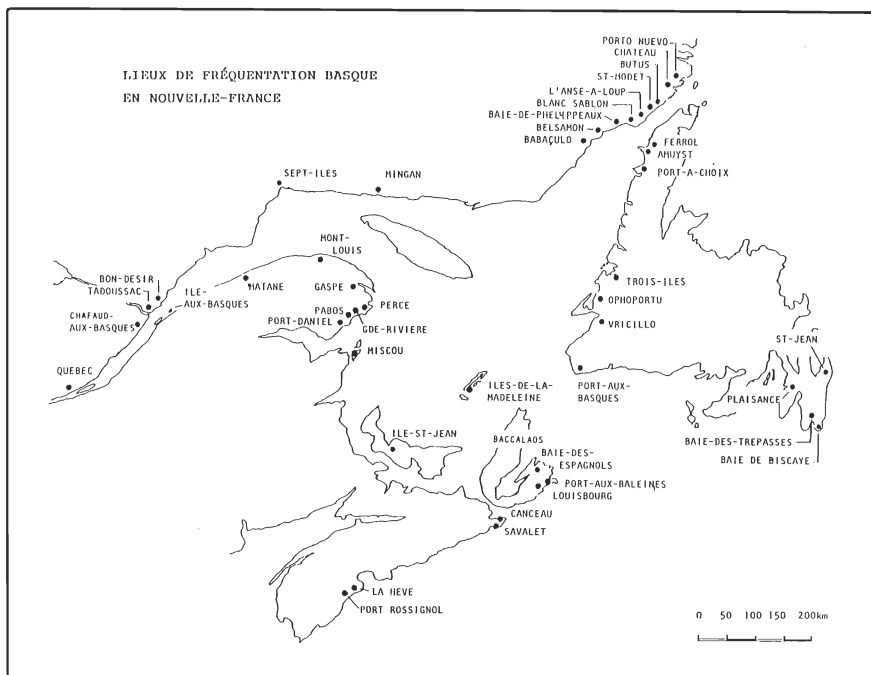 LIEUX DE FRÉQUENTATION BASQUE
EN NOUVELLE-FRANCE
PORTO NUEVO
CHATEAU
BUTUS
ST-MODET
L'ANSE-A-LOUP
BLANC SABLON
BAIE-DE-PHELYPPEAUX
BELSAMON
BABAÇULO
FERROL
AMUYST
PORT-A-CHOIX
SEPT-ILES
MINGAN
MONT-
LOUIS
BON-DESIR
TADOUSSAC
ILE-
AUX-BASQUES
MATANE
GASPE
CHAFAUD-
AUX-BASQUES
PABOS
PERCE
PORT-DANIEL
GDE-RIVIERE
MISCOU
QUEBEC
TROIS-ILES
OPHOPORTU
VRICILLO
ST-JEAN
PORT-AUX-
BASQUES
PLAISANCE
ILES-DE-LA-
MADELEINE
BAIE-DES-TREPASSES
BAIE DE BISCAYE
ILE-ST-JEAN
BACCALAOS
BAIE-DES-
ESPAGNOLS
PORT-AUX-BALEINES
LOUISBOURG
CANCEAU
SAVALET
LA HEVE
PORT ROSSIGNOL
0 50 100 150 200km